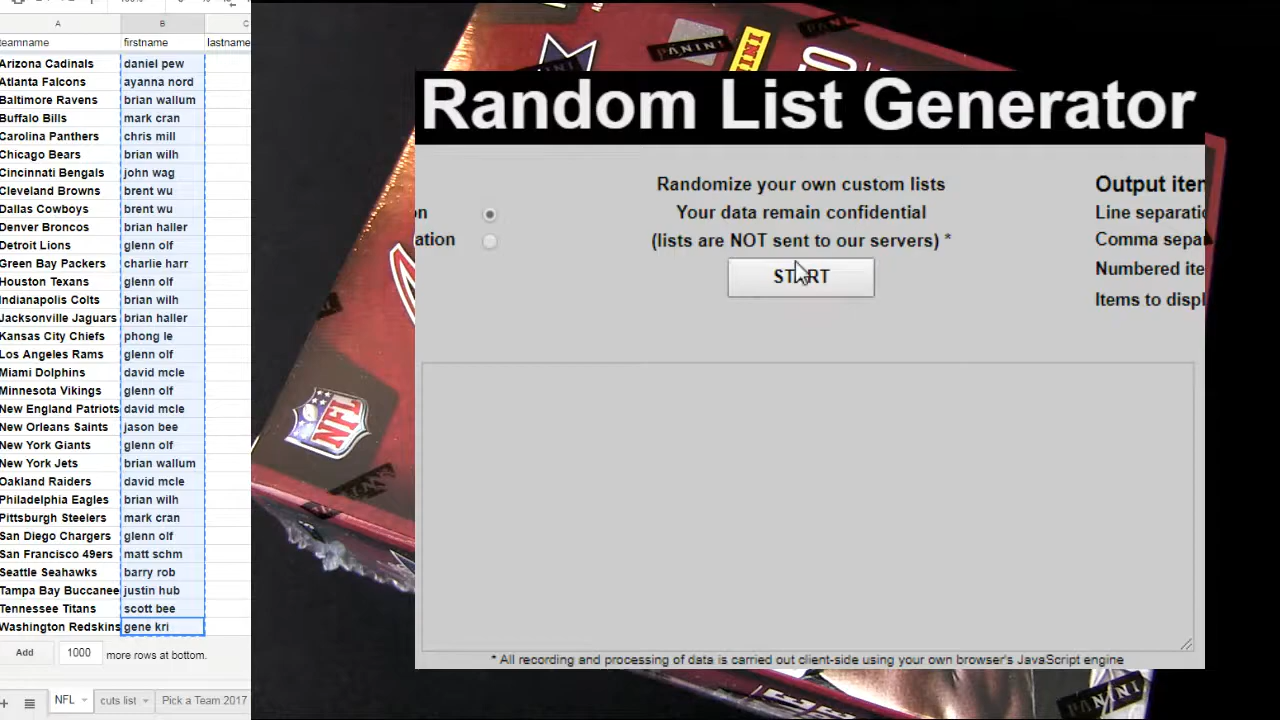 100%
A B C
teamname firstname lastname
Arizona Cadinals daniel pew
Atlanta Falcons ayanna nord
Baltimore Ravens brian wallum
Buffalo Bills mark cran
Carolina Panthers chris mill
Chicago Bears brian wilh
Cincinnati Bengals john wag
Cleveland Browns brent wu
Dallas Cowboys brent wu
Denver Broncos brian haller
Detroit Lions glenn olf
Green Bay Packers charlie harr
Houston Texans glenn olf
Indianapolis Colts brian wilh
Jacksonville Jaguars brian haller
Kansas City Chiefs phong le
Los Angeles Rams glenn olf
Miami Dolphins david mcle
Minnesota Vikings glenn olf
New England Patriots david mcle
New Orleans Saints jason bee
New York Giants glenn olf
New York Jets brian wallum
Oakland Raiders david mcle
Philadelphia Eagles brian wilh
Pittsburgh Steelers mark cran
San Diego Chargers glenn olf
San Francisco 49ers matt schm
Seattle Seahawks barry rob
Tampa Bay Buccanee justin hub
Tennessee Titans scott bee
Washington Redskins gene kri
Add 1000 more rows at bottom.
NFL cuts list Pick a Team 2017
PANINI
PANINI
Random List Generator
Randomize your own custom lists
Your data remain confidential
(lists are NOT sent to our servers) *
START
on
ation
Output iter
Line separatio
Comma separ
Numbered ite
Items to displ
* All recording and processing of data is carried out client-side using your own browser's JavaScript engine
NFL
PANINI